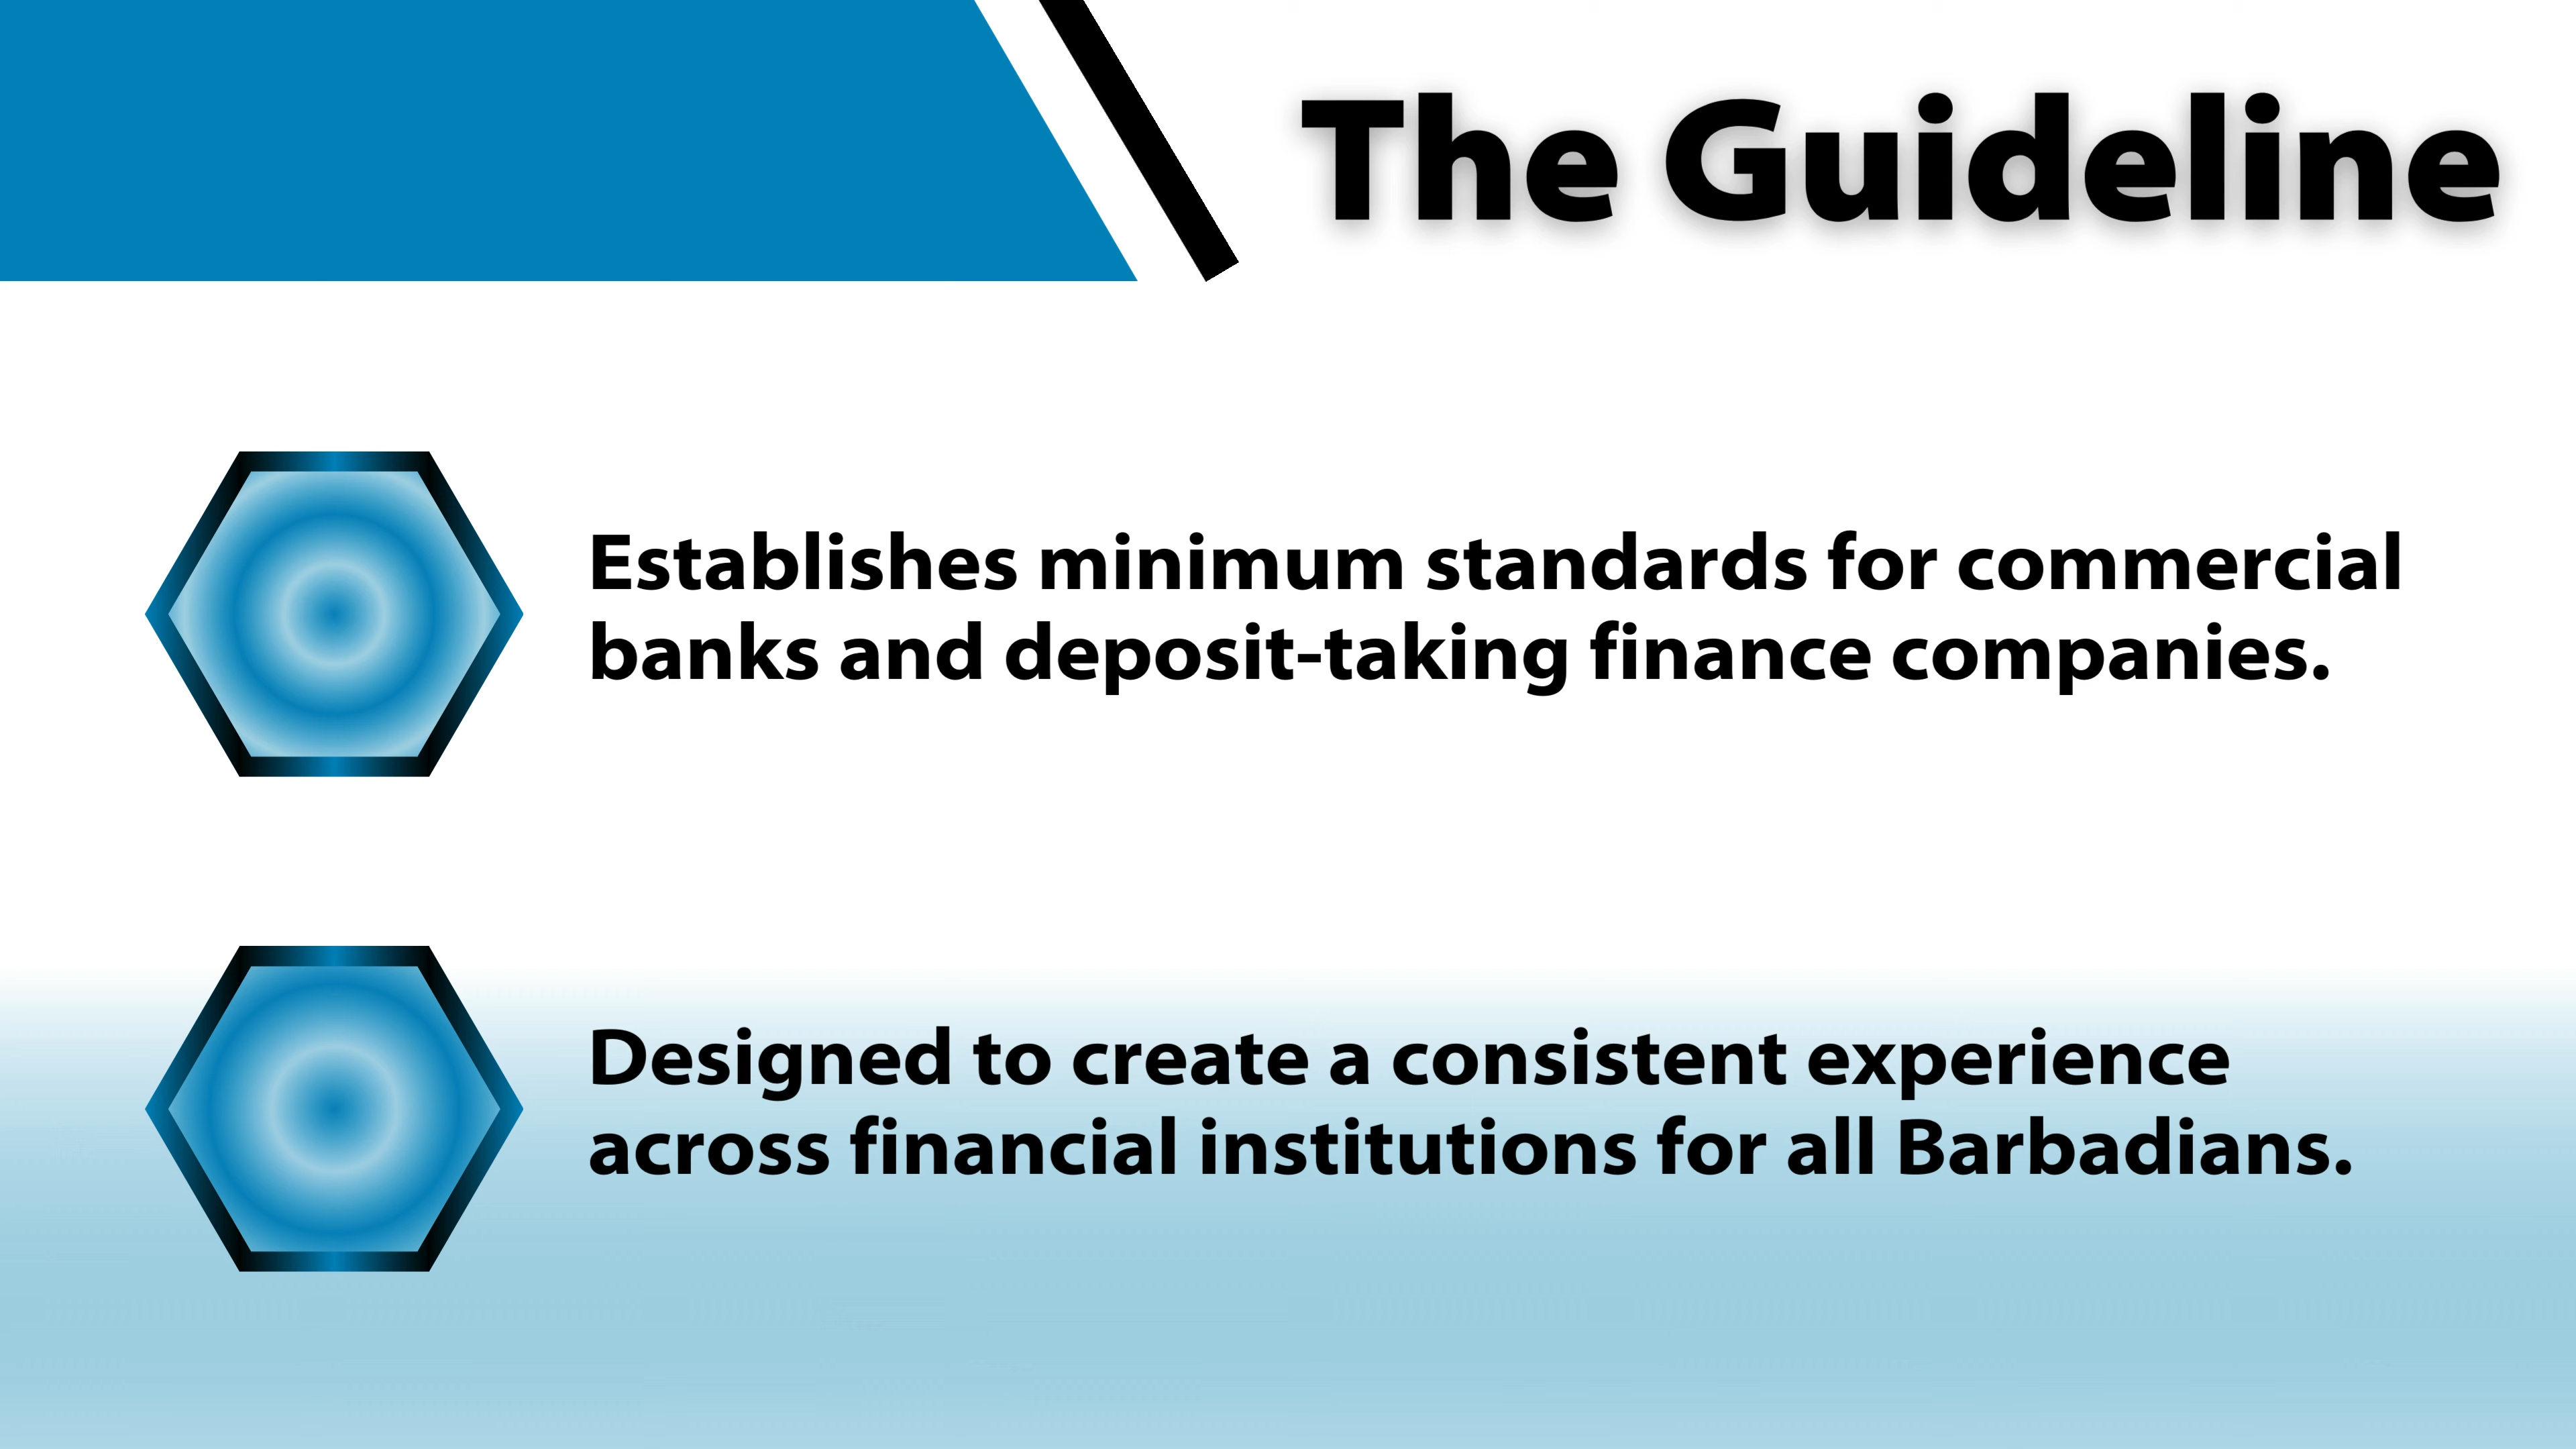 The Guideline
Establishes minimum standards for commercial
banks and deposit-taking finance companies.
Designed to create a consistent experience
across financial institutions for all Barbadians.